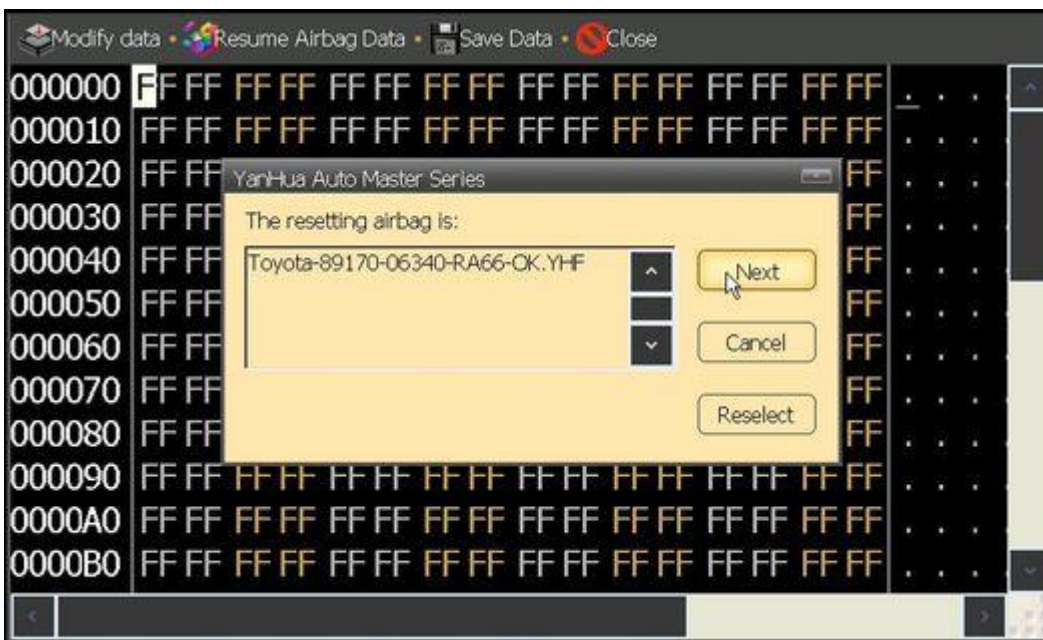 Modify data • Resume Airbag Data • Save Data • Close
000000 FF FF FF FF FF FF FF FF FF FF FF FF FF FF FF FF . . . .
000010 FF FF FF FF FF FF FF FF FF FF FF FF FF FF FF FF . . . .
000020 FF FF FF . . . .
YanHua Auto Master Series
000030 FF FF FF . . . .
The resetting airbag is:
000040 FF FF FF . . . .
Toyota-89170-06340-RA66-OK.YHF
Next
000050 FF FF FF . . . .
000060 FF FF FF . . . .
Cancel
000070 FF FF FF . . . .
Reselect
000080 FF FF FF . . . .
000090 FF FF FF FF FF FF FF FF FF FF FF FF FF FF FF FF . . . .
0000A0 FF FF FF FF FF FF FF FF FF FF FF FF FF FF FF FF . . . .
0000B0 FF FF FF FF FF FF FF FF FF FF FF FF FF FF FF FF . . . .